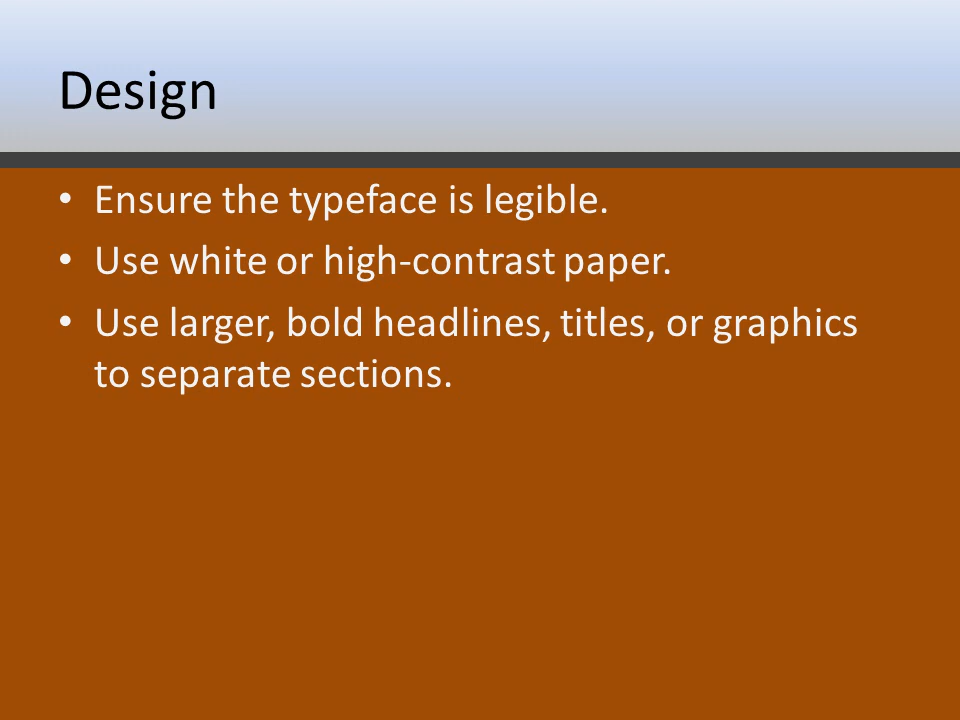 Design
• Ensure the typeface is legible.
• Use white or high-contrast paper.
• Use larger, bold headlines, titles, or graphics
to separate sections.